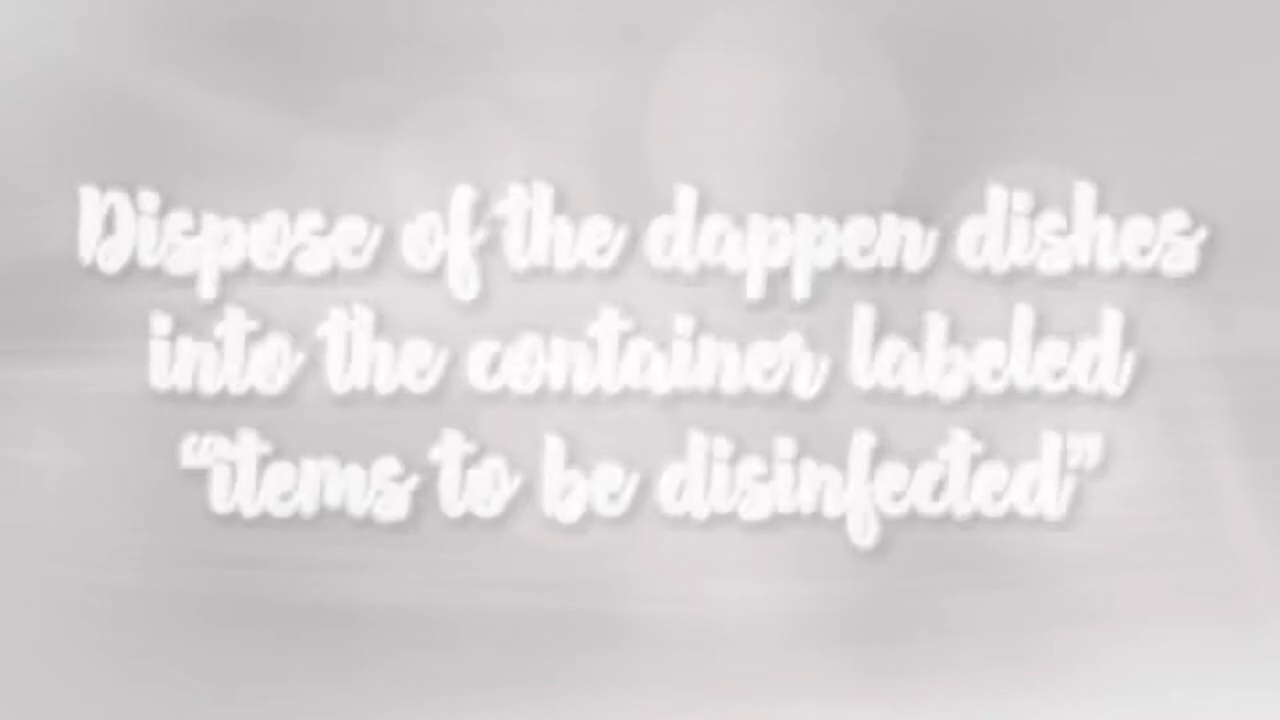 Dispose of the dappen dishes
into the container labeled
“items to be disinfected”